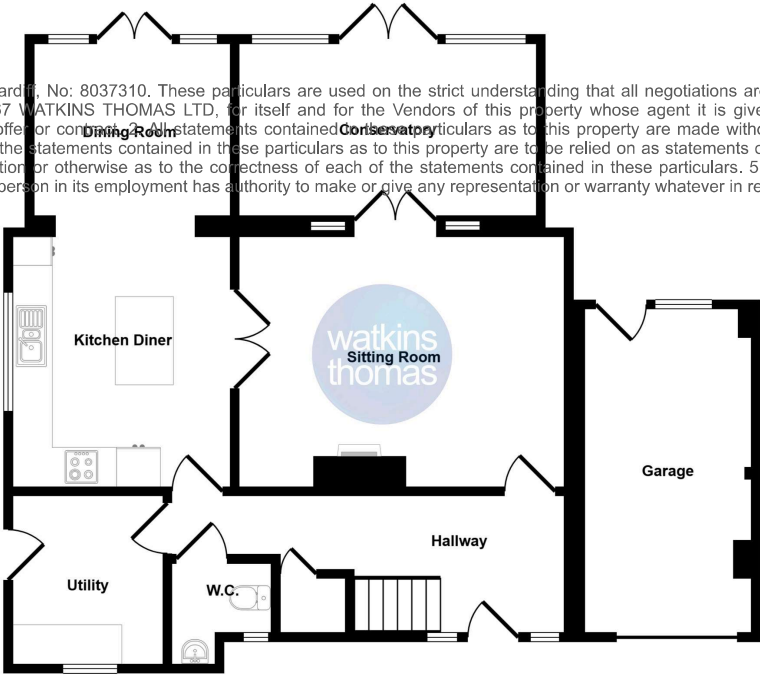 ardiff, No: 8037310. These particulars are used on the strict understanding that all negotiations are
67 WATKINS THOMAS LTD, for itself and for the Vendors of this property whose agent it is give
offer or contract. 2. All statements contained in these particulars as to this property are made witho
the statements contained in these particulars as to this property are to be relied on as statements o
tion or otherwise as to the correctness of each of the statements contained in these particulars. 5
person in its employment has authority to make or give any representation or warranty whatever in re
Dining Room
Conservatory
Kitchen Diner
watkins
thomas
Sitting Room
Garage
Hallway
Utility
W.C.